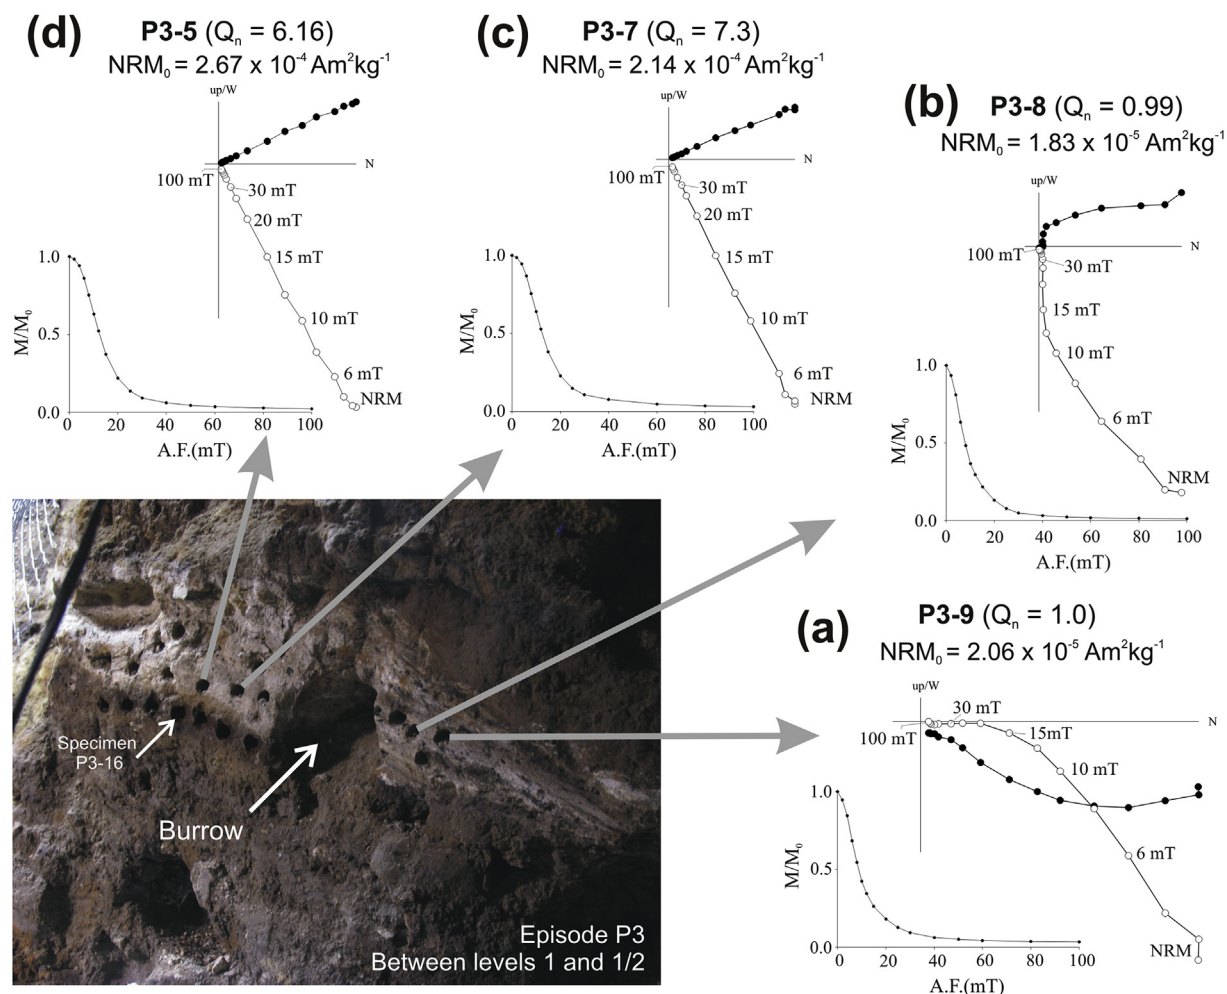 (d)
P3-5 (Qₙ = 6.16)
NRM₀ = 2.67 x 10⁻⁴ Am²kg⁻¹
up/W
N
100 mT
30 mT
20 mT
15 mT
10 mT
6 mT
NRM
1.0
0.5
0.0
M/M₀
0 20 40 60 80 100
A.F.(mT)
(c)
P3-7 (Qₙ = 7.3)
NRM₀ = 2.14 x 10⁻⁴ Am²kg⁻¹
up/W
N
100 mT
30 mT
20 mT
15 mT
10 mT
6 mT
NRM
1.0
0.5
0.0
M/M₀
0 20 40 60 80 100
A.F.(mT)
(b)
P3-8 (Qₙ = 0.99)
NRM₀ = 1.83 x 10⁻⁵ Am²kg⁻¹
up/W
N
100 mT
30 mT
15 mT
10 mT
6 mT
NRM
1.0
0.5
0.0
M/M₀
0 20 40 60 80 100
A.F.(mT)
(a)
P3-9 (Qₙ = 1.0)
NRM₀ = 2.06 x 10⁻⁵ Am²kg⁻¹
up/W
N
30 mT
100 mT
15mT
10 mT
6 mT
NRM
1.0
0.5
0.0
M/M₀
0 20 40 60 80 100
A.F.(mT)
Specimen
P3-16
Burrow
Episode P3
Between levels 1 and 1/2